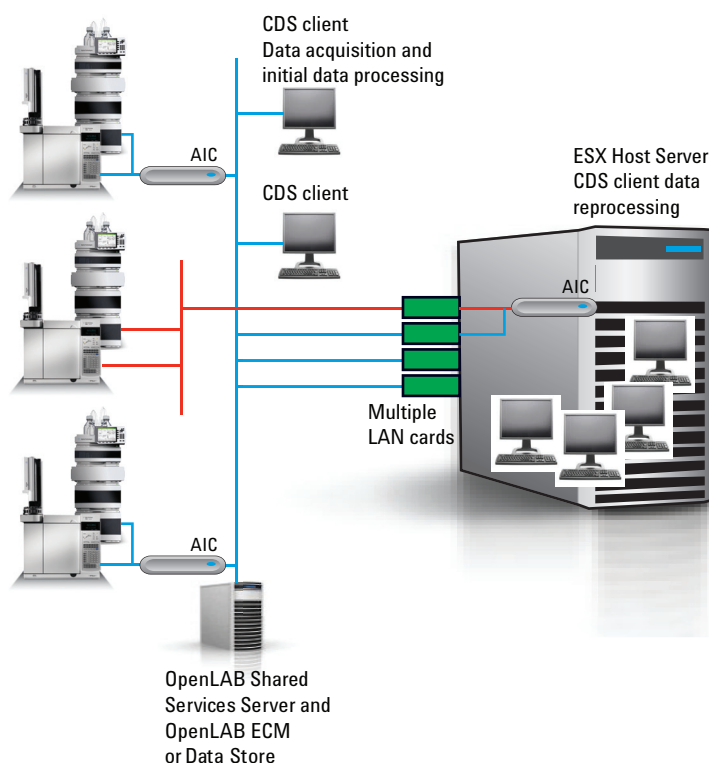 CDS client
Data acquisition and
initial data processing
AIC
CDS client
ESX Host Server
CDS client data
reprocessing
AIC
Multiple
LAN cards
AIC
OpenLAB Shared
Services Server and
OpenLAB ECM
or Data Store